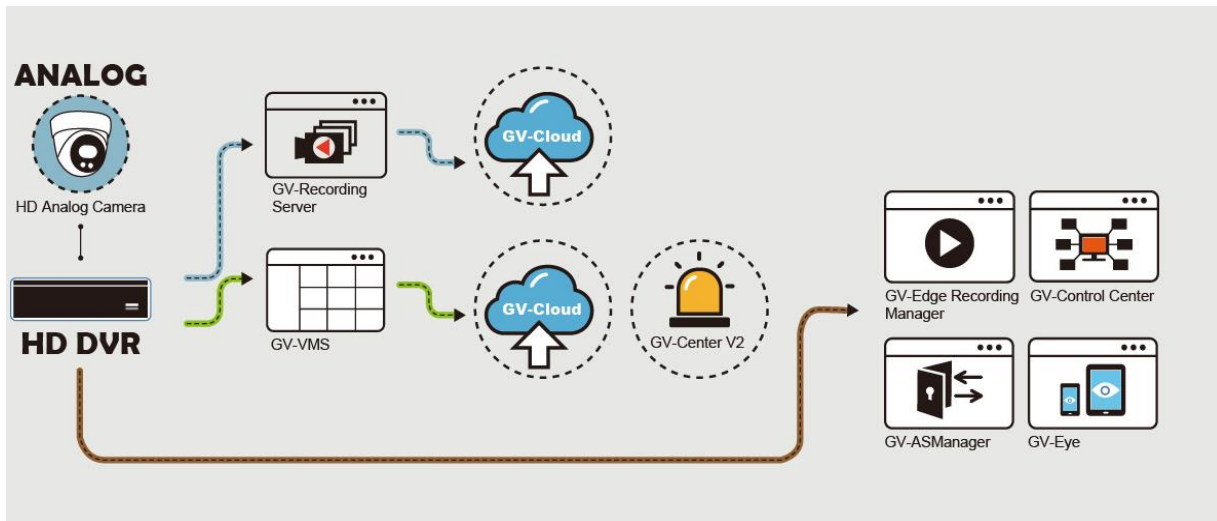 ANALOG
HD Analog Camera
HD DVR
GV-Recording
Server
GV-Cloud
GV-VMS
GV-Cloud
GV-Center V2
GV-Edge Recording
Manager
GV-Control Center
GV-ASManager
GV-Eye